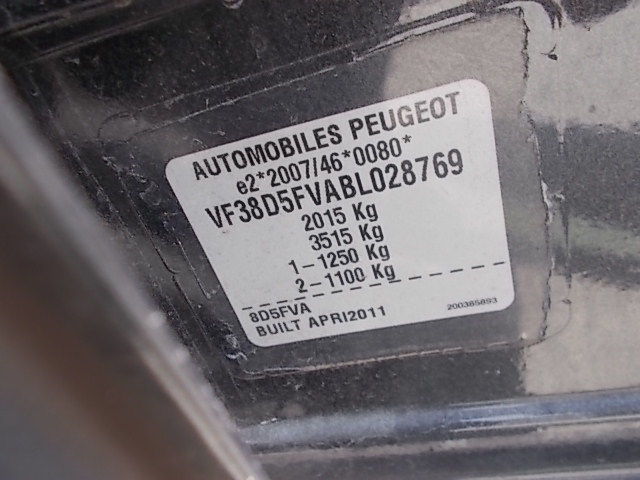 AUTOMOBILES PEUGEOT
e2*2007/46*0080*
VF38D5FVABL028769
2015 Kg
3515 Kg
1-1250 Kg
2-1100 Kg
8D5FVA
BUILT APRI2011
200385893